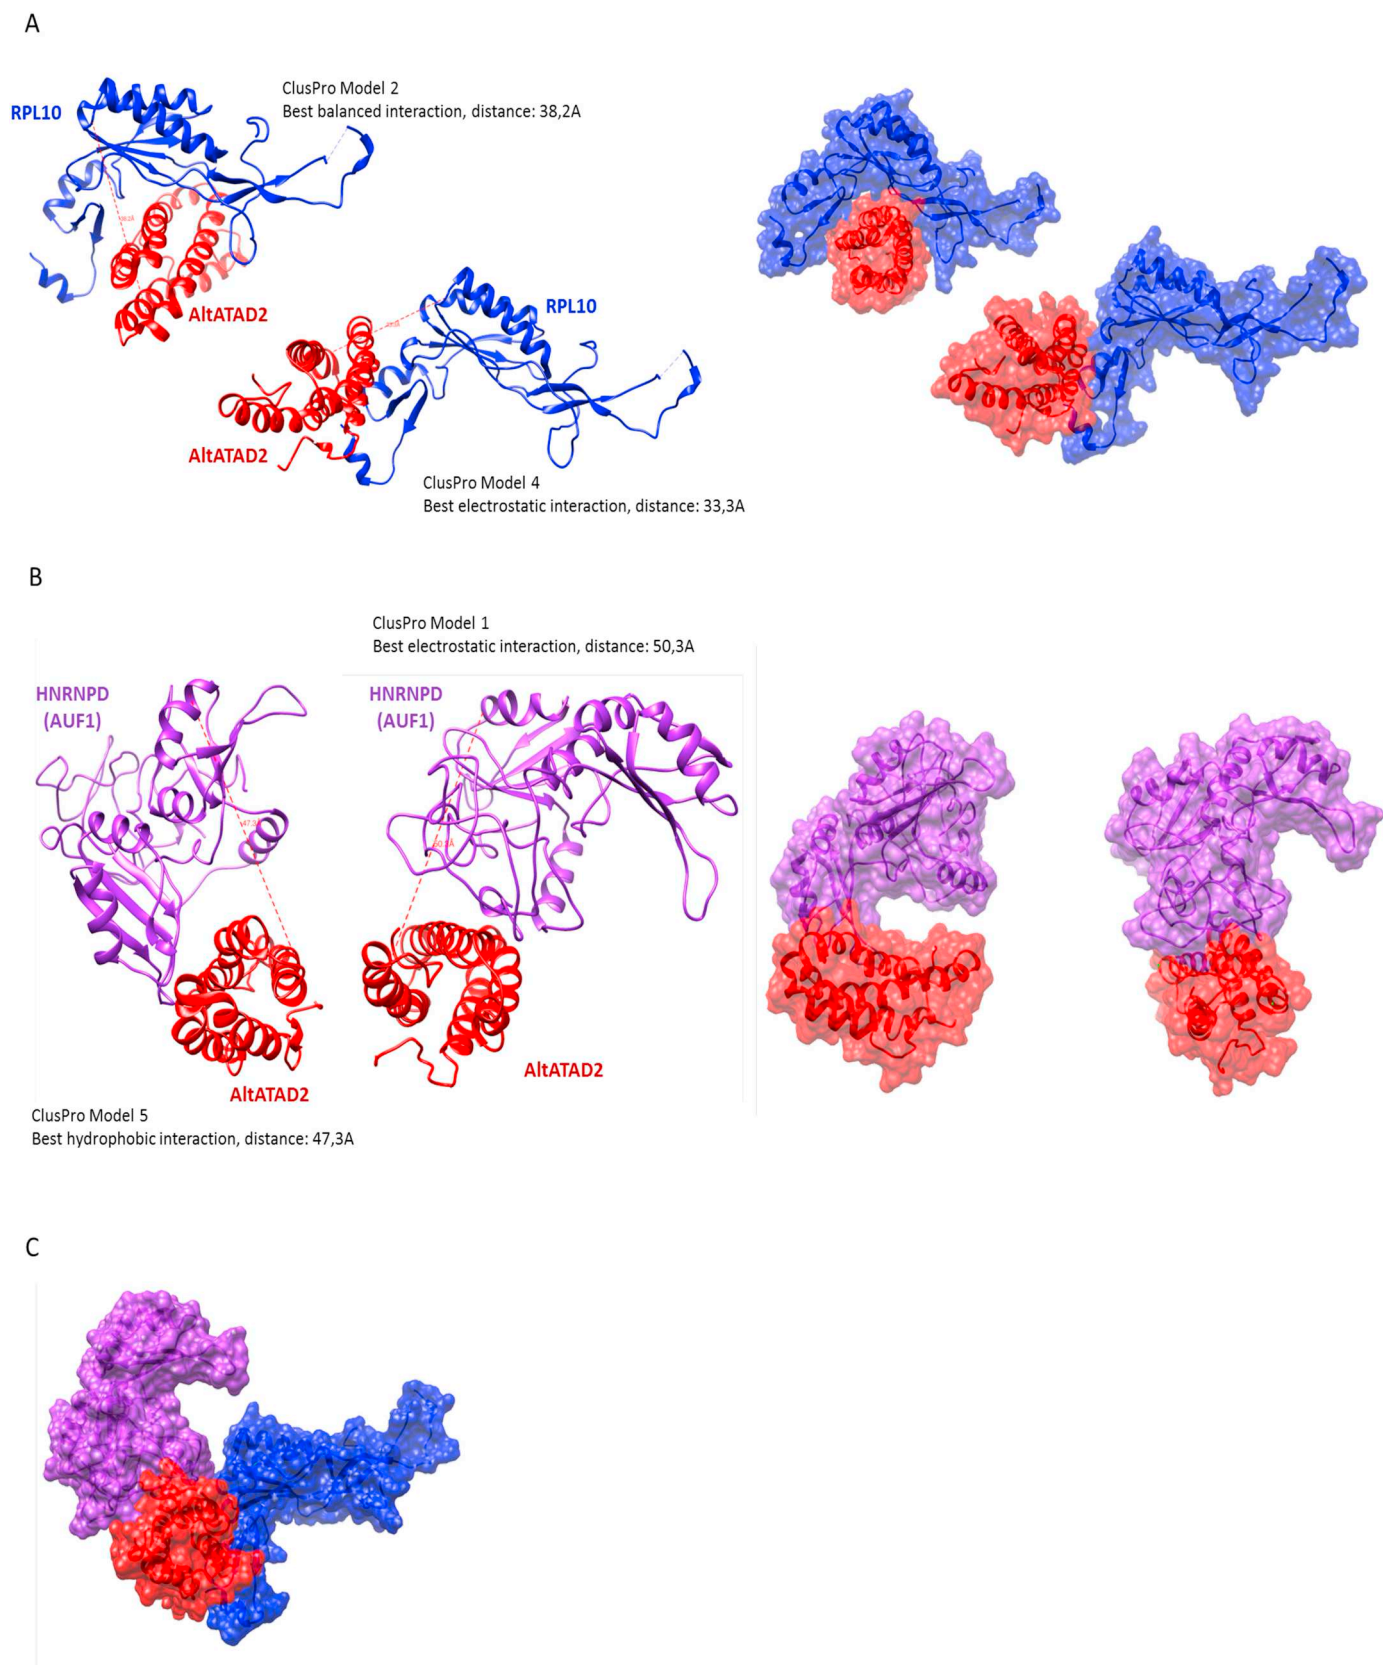 A
ClusPro Model 2
Best balanced interaction, distance: 38,2A
RPL10
AltATAD2
RPL10
AltATAD2
ClusPro Model 4
Best electrostatic interaction, distance: 33,3A
B
ClusPro Model 1
Best electrostatic interaction, distance: 50,3A
HNRNPD
(AUF1)
HNRNPD
(AUF1)
47,3Å
AltATAD2
AltATAD2
ClusPro Model 5
Best hydrophobic interaction, distance: 47,3A
C